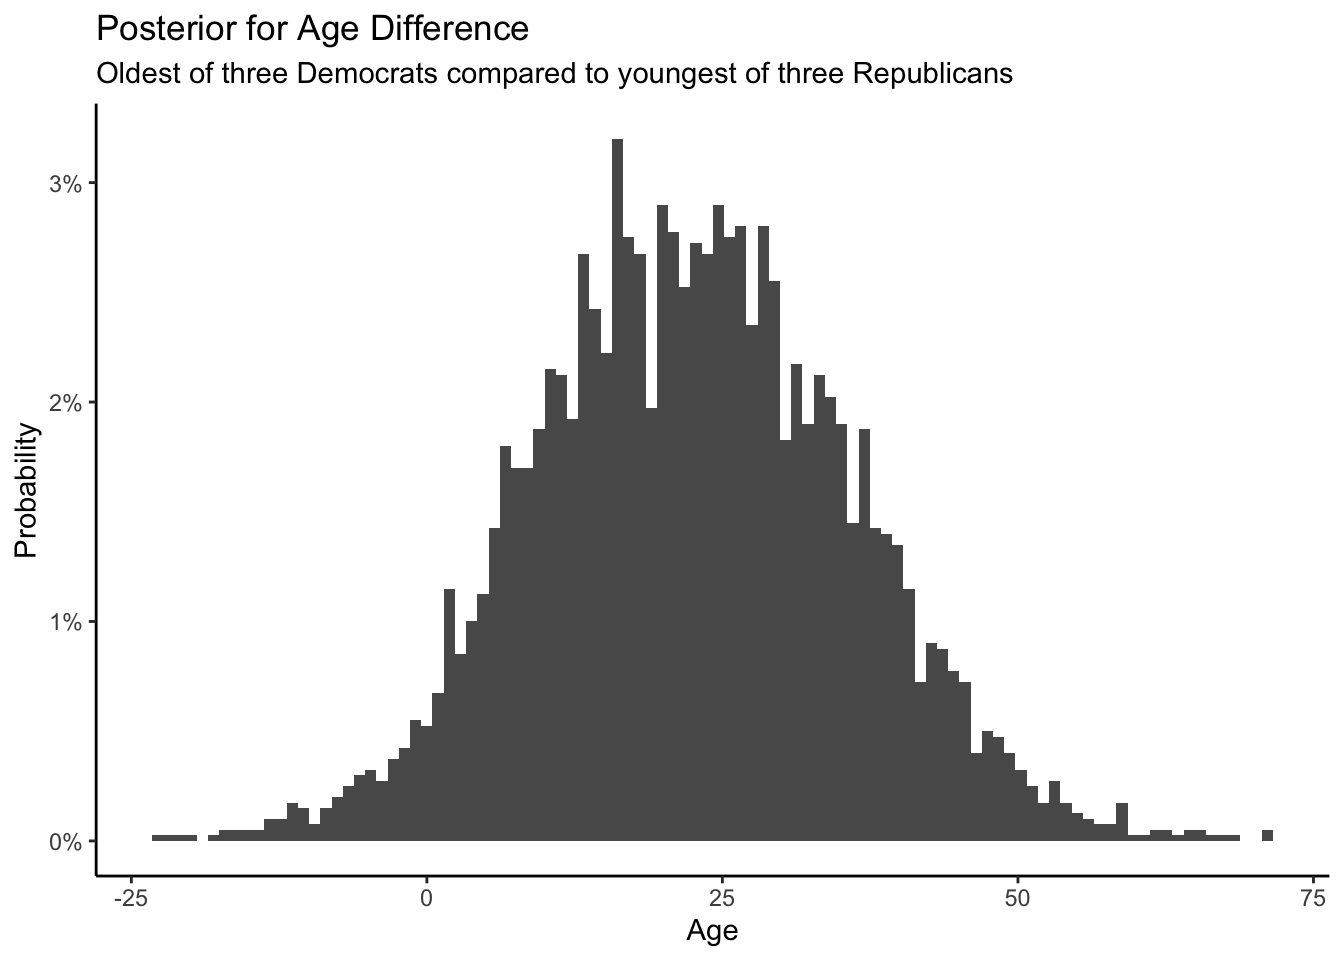 Posterior for Age Difference
Oldest of three Democrats compared to youngest of three Republicans
3%
2%
1%
0%
Probability
-25
0
25
50
75
Age